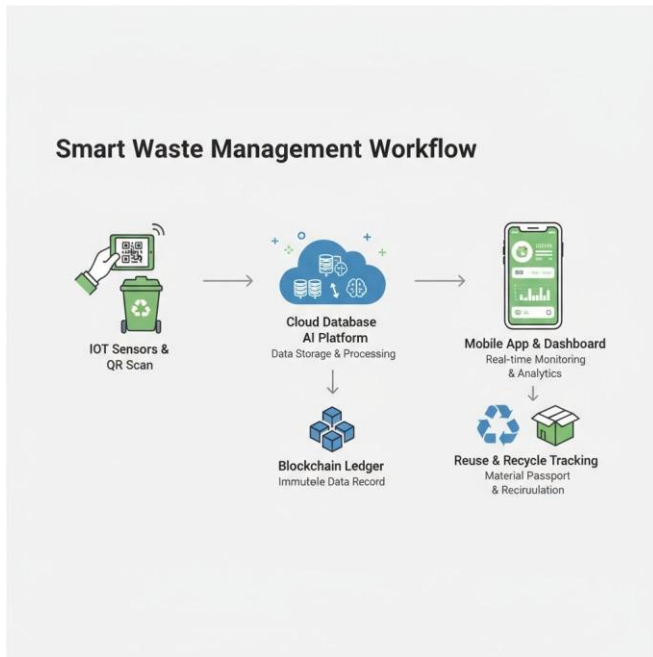 Smart Waste Management Workflow
IOT Sensors &
QR Scan
Cloud Database
AI Platform
Data Storage & Processing
Mobile App & Dashboard
Real-time Monitoring
& Analytics
Blockchain Ledger
Immutele Data Record
Reuse & Recycle Tracking
Material Passport
& Reciruulation